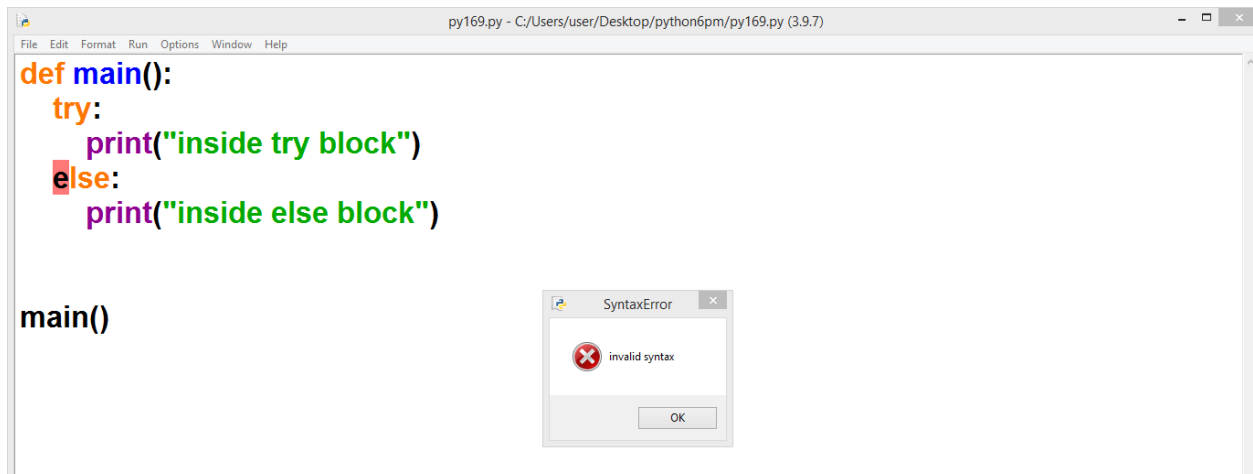 py169.py - C:/Users/user/Desktop/python6pm/py169.py (3.9.7)
File Edit Format Run Options Window Help
def main():
    try:
        print("inside try block")
    else:
        print("inside else block")
main()
SyntaxError
invalid syntax
OK